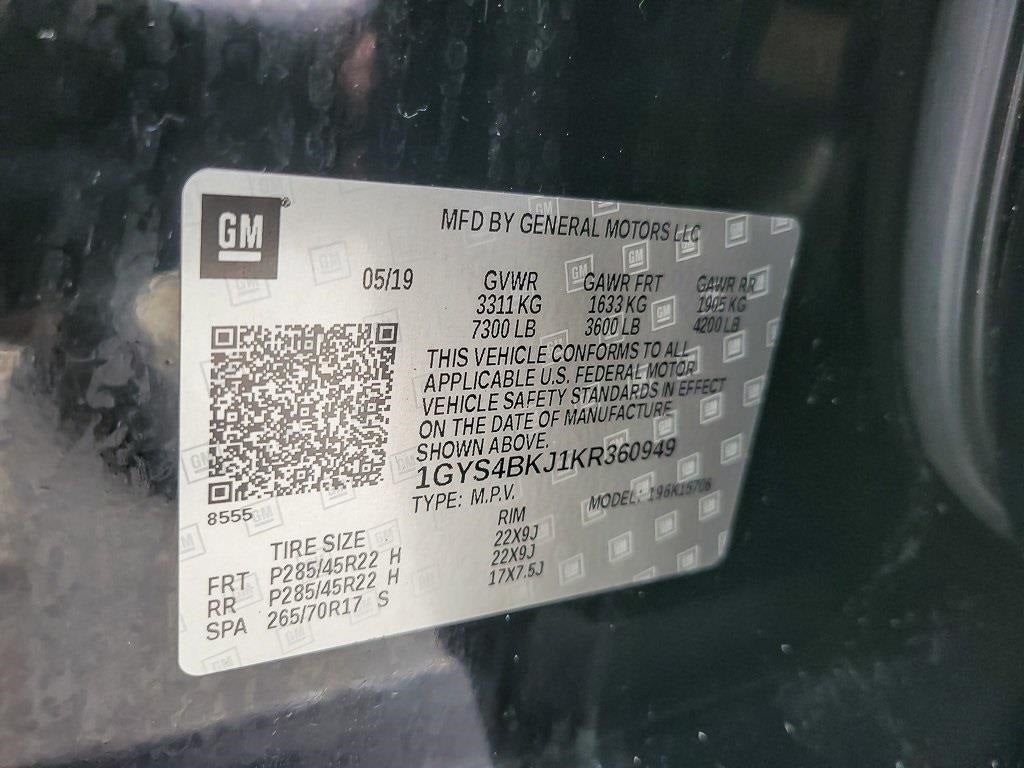 GM
MFD BY GENERAL MOTORS LLC
05/19 GVWR GAWR FRT GAWR RR
3311 KG 1633 KG 1905 KG
7300 LB 3600 LB 4200 LB
THIS VEHICLE CONFORMS TO ALL
APPLICABLE U.S. FEDERAL MOTOR
VEHICLE SAFETY STANDARDS IN EFFECT
ON THE DATE OF MANUFACTURE
SHOWN ABOVE.
1GYS4BKJ1KR360949
TYPE: M.P.V. MODEL: 196K15706
8555
TIRE SIZE RIM
FRT P285/45R22 H 22X9J
RR P285/45R22 H 22X9J
SPA 265/70R17 S 17X7.5J